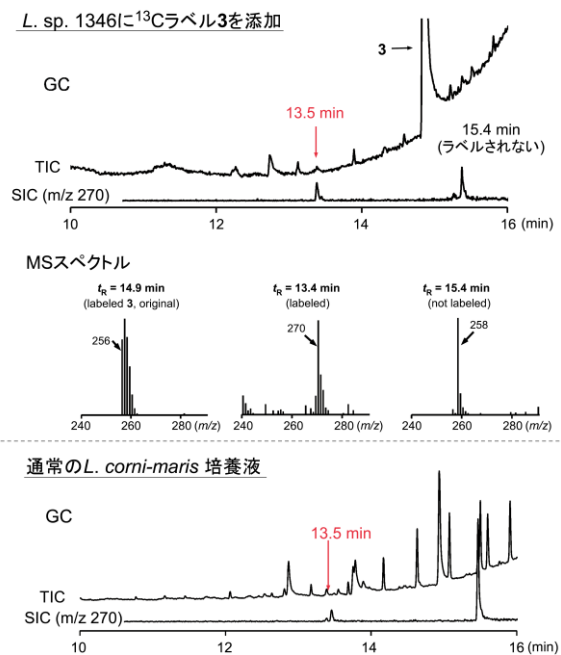 L. sp. 1346に¹³Cラベル3を添加
GC
3
13.5 min
15.4 min
(ラベルされない)
TIC
SIC (m/z 270)
10 12 14 16 (min)
MSスペクトル
tR = 14.9 min
(labeled 3, original)
tR = 13.4 min
(labeled)
tR = 15.4 min
(not labeled)
256
270
258
240 260 280 (m/z)
240 260 280 (m/z)
240 260 280 (m/z)
通常のL. corni-maris 培養液
GC
13.5 min
TIC
SIC (m/z 270)
10 12 14 16 (min)